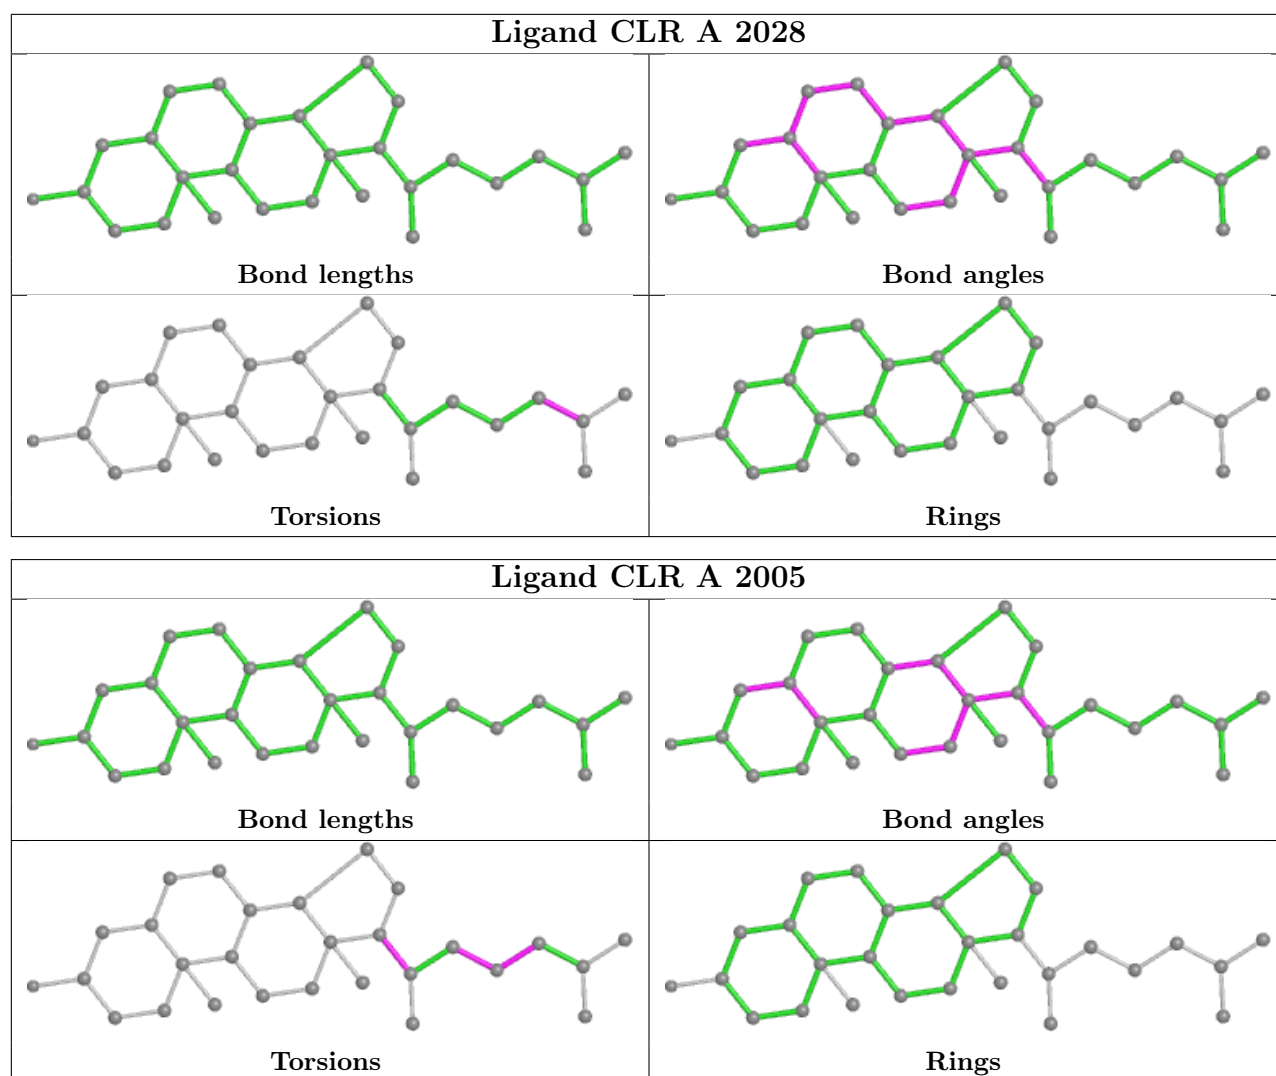 Ligand CLR A 2028
Bond lengths
Bond angles
Torsions
Rings
Ligand CLR A 2005
Bond lengths
Bond angles
Torsions
Rings